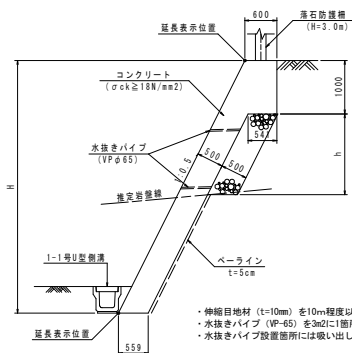 600
落石防護柵
(H=3.0m)
延長表示位置
コンクリート
(σck≧18N/mm2)
1000
541
水抜きパイプ
(VPφ65)
500
500
1:0.5
H
h
推定岩盤線
ペーライン
t=5cm
1-1号U型側溝
延長表示位置
559
・伸縮目地材 (t=10mm) を10m程度以
・水抜きパイプ (VP-65) を3m2に1箇所
・水抜きパイプ設置箇所には吸い出し